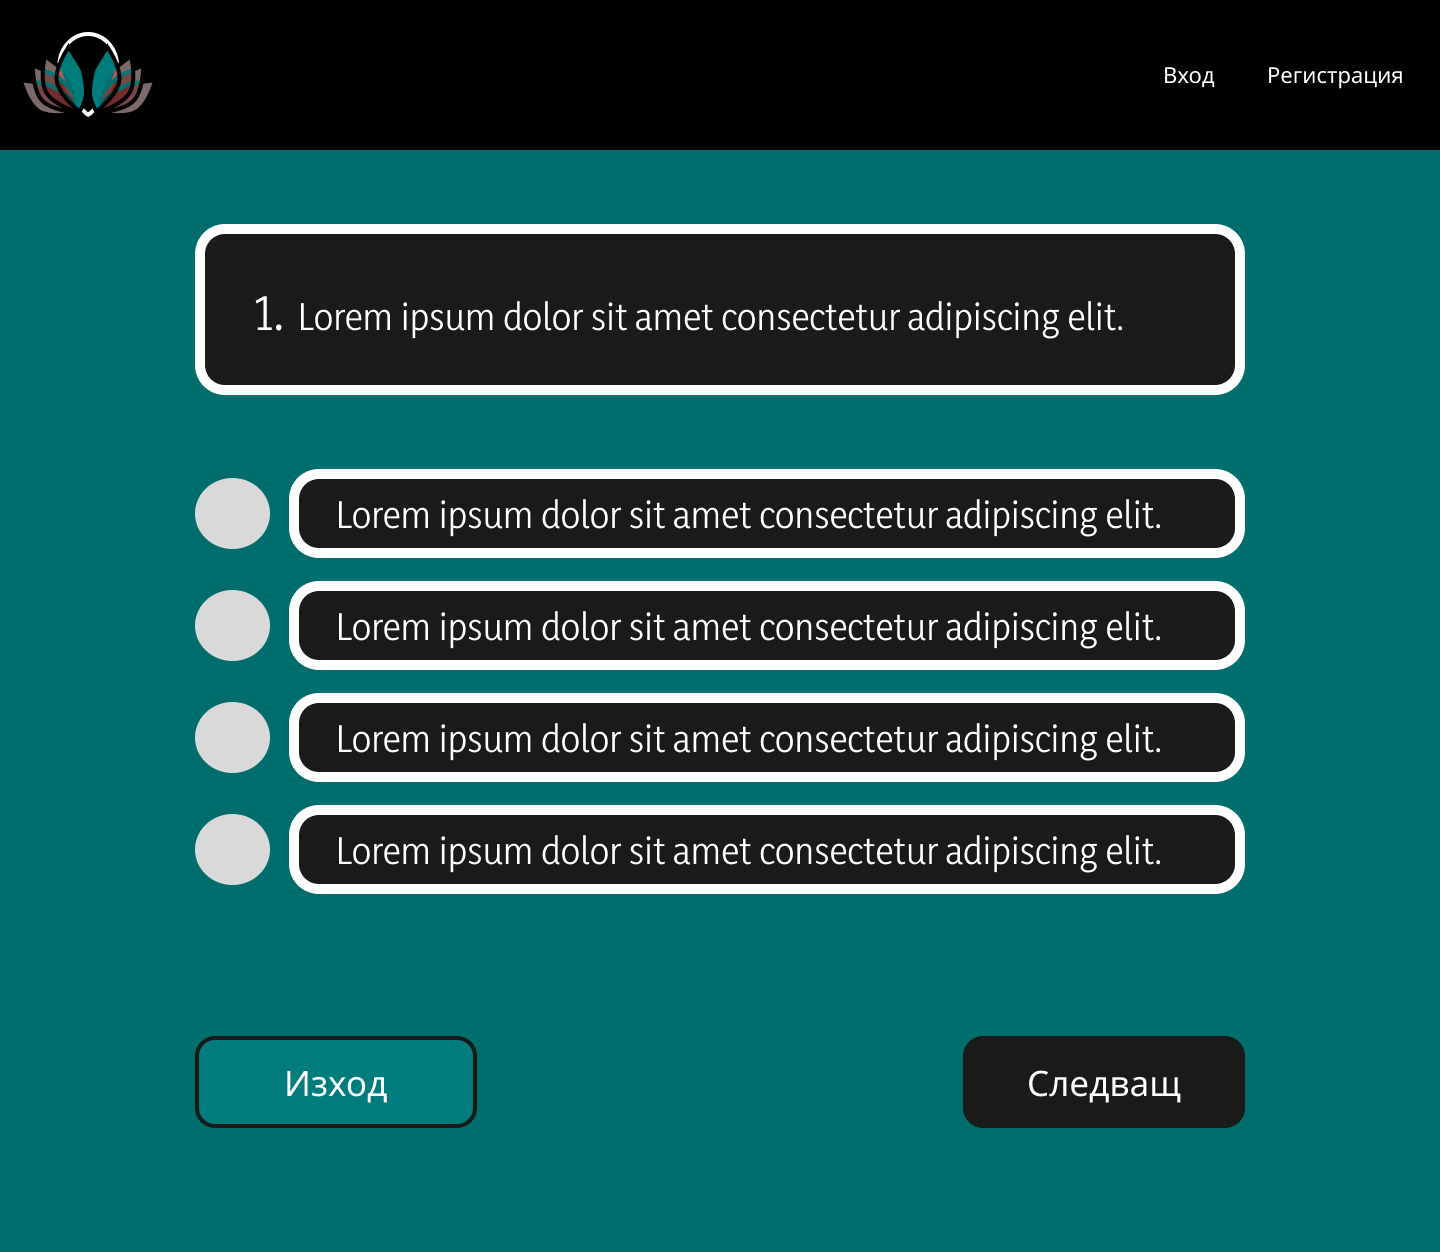 Вход Регистрация
1. Lorem ipsum dolor sit amet consectetur adipiscing elit.
Lorem ipsum dolor sit amet consectetur adipiscing elit.
Lorem ipsum dolor sit amet consectetur adipiscing elit.
Lorem ipsum dolor sit amet consectetur adipiscing elit.
Lorem ipsum dolor sit amet consectetur adipiscing elit.
Изход Следващ